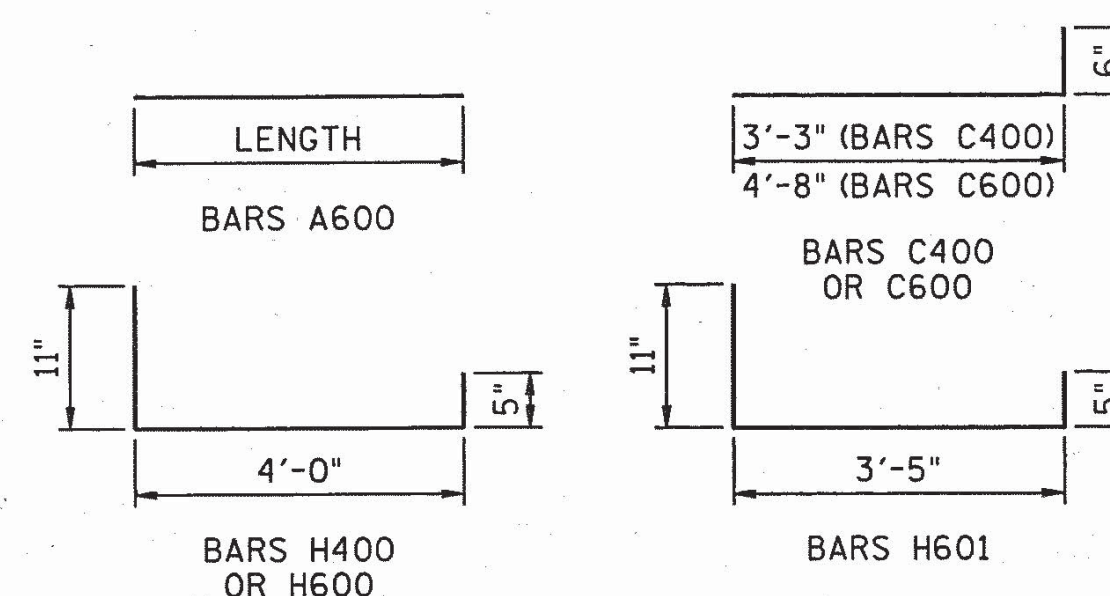 LENGTH
BARS A600
6"
3'-3" (BARS C400)
4'-8" (BARS C600)
BARS C400
OR C600
11"
5"
4'-0"
BARS H400
OR H600
11"
5"
3'-5"
BARS H601